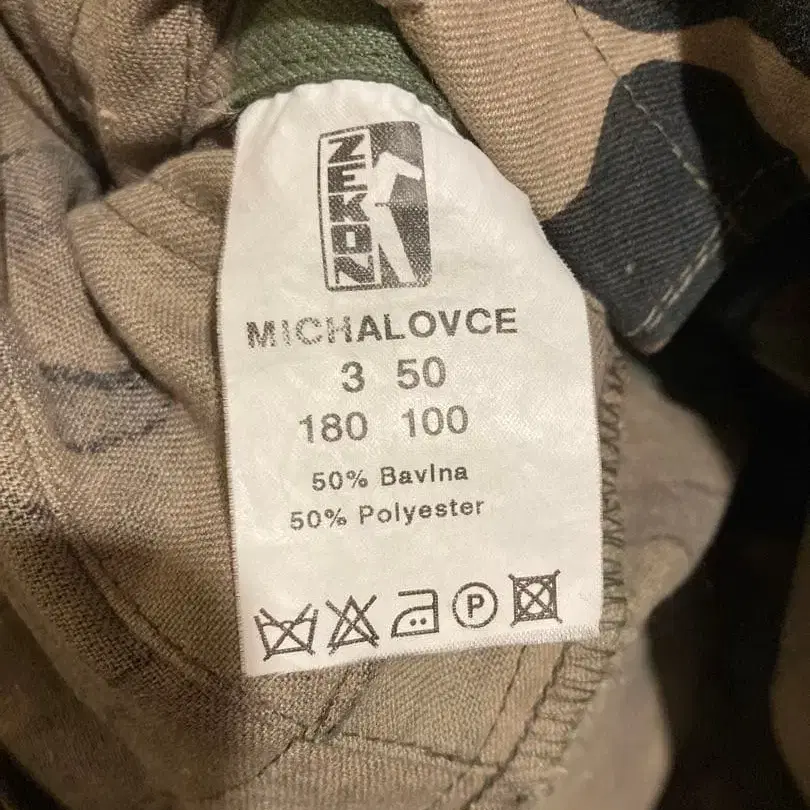 ZEKON
MICHALOVCE
3 50
180 100
50% Bavlna
50% Polyester
P